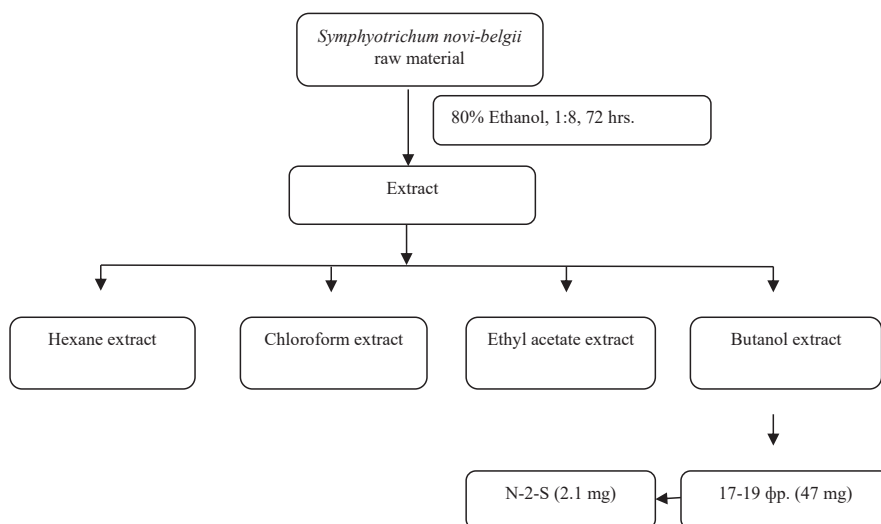 Symphyotrichum novi-belgii
raw material
80% Ethanol, 1:8, 72 hrs.
Extract
Hexane extract
Chloroform extract
Ethyl acetate extract
Butanol extract
N-2-S (2.1 mg)
17-19 фр. (47 mg)